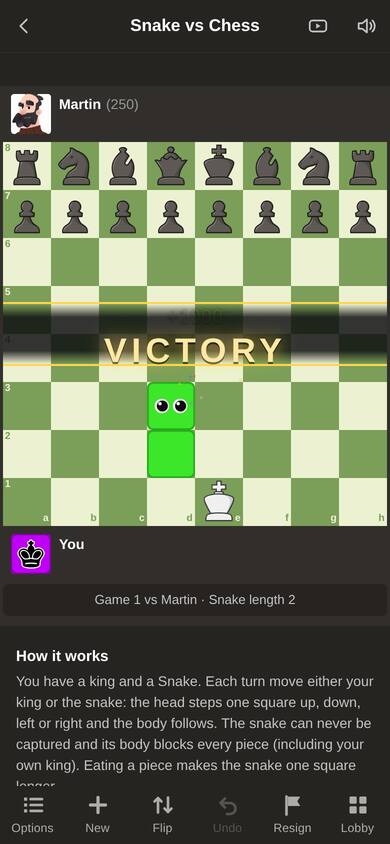 Snake vs Chess
Martin (250)
8
7
6
5
4
VICTORY
3
2
1
a b c d e f g h
You
Game 1 vs Martin · Snake length 2
How it works
You have a king and a Snake. Each turn move either your
king or the snake: the head steps one square up, down,
left or right and the body follows. The snake can never be
captured and its body blocks every piece (including your
own king). Eating a piece makes the snake one square
longer
Options New Flip Undo Resign Lobby